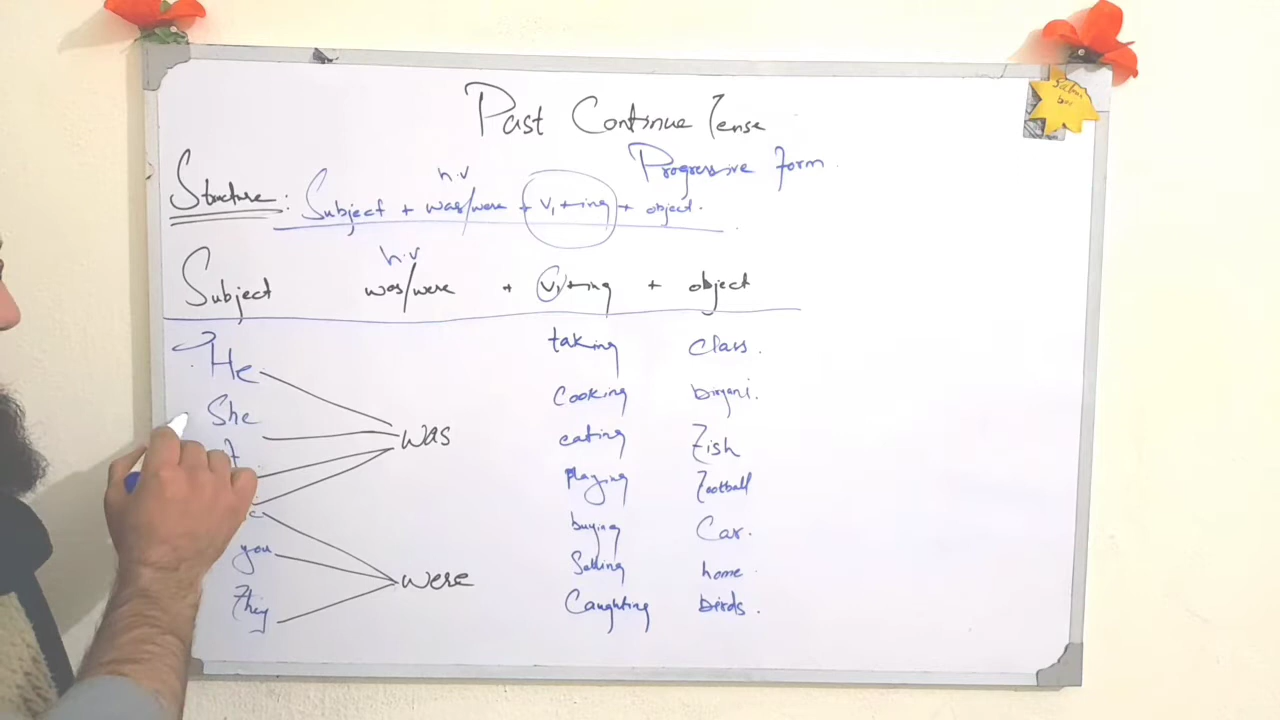 Past Continue Tense
Progressive Form
h.v
Structure: Subject + was/were + V1+ing + object.
h.v
Subject was/were + V1+ing + object
He taking class.
She cooking biryani.
was eating Fish
playing Football
buying Car.
you Selling home
were
They Caughting birds.